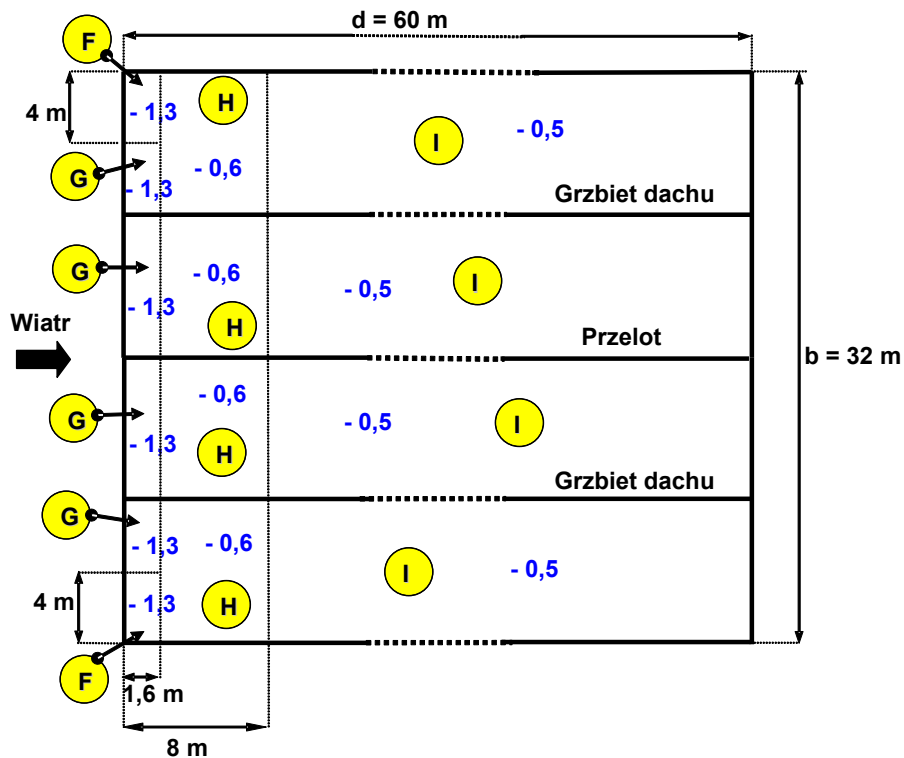 d = 60 m
F
4 m
- 1,3
H
I
- 0,5
G
- 1,3
- 0,6
Grzbiet dachu
G
- 0,6
I
- 1,3
- 0,5
H
Przelot
Wiatr
b = 32 m
- 0,6
G
- 0,5
I
- 1,3
H
Grzbiet dachu
G
- 1,3
- 0,6
I
- 0,5
4 m
- 1,3
H
F
1,6 m
8 m